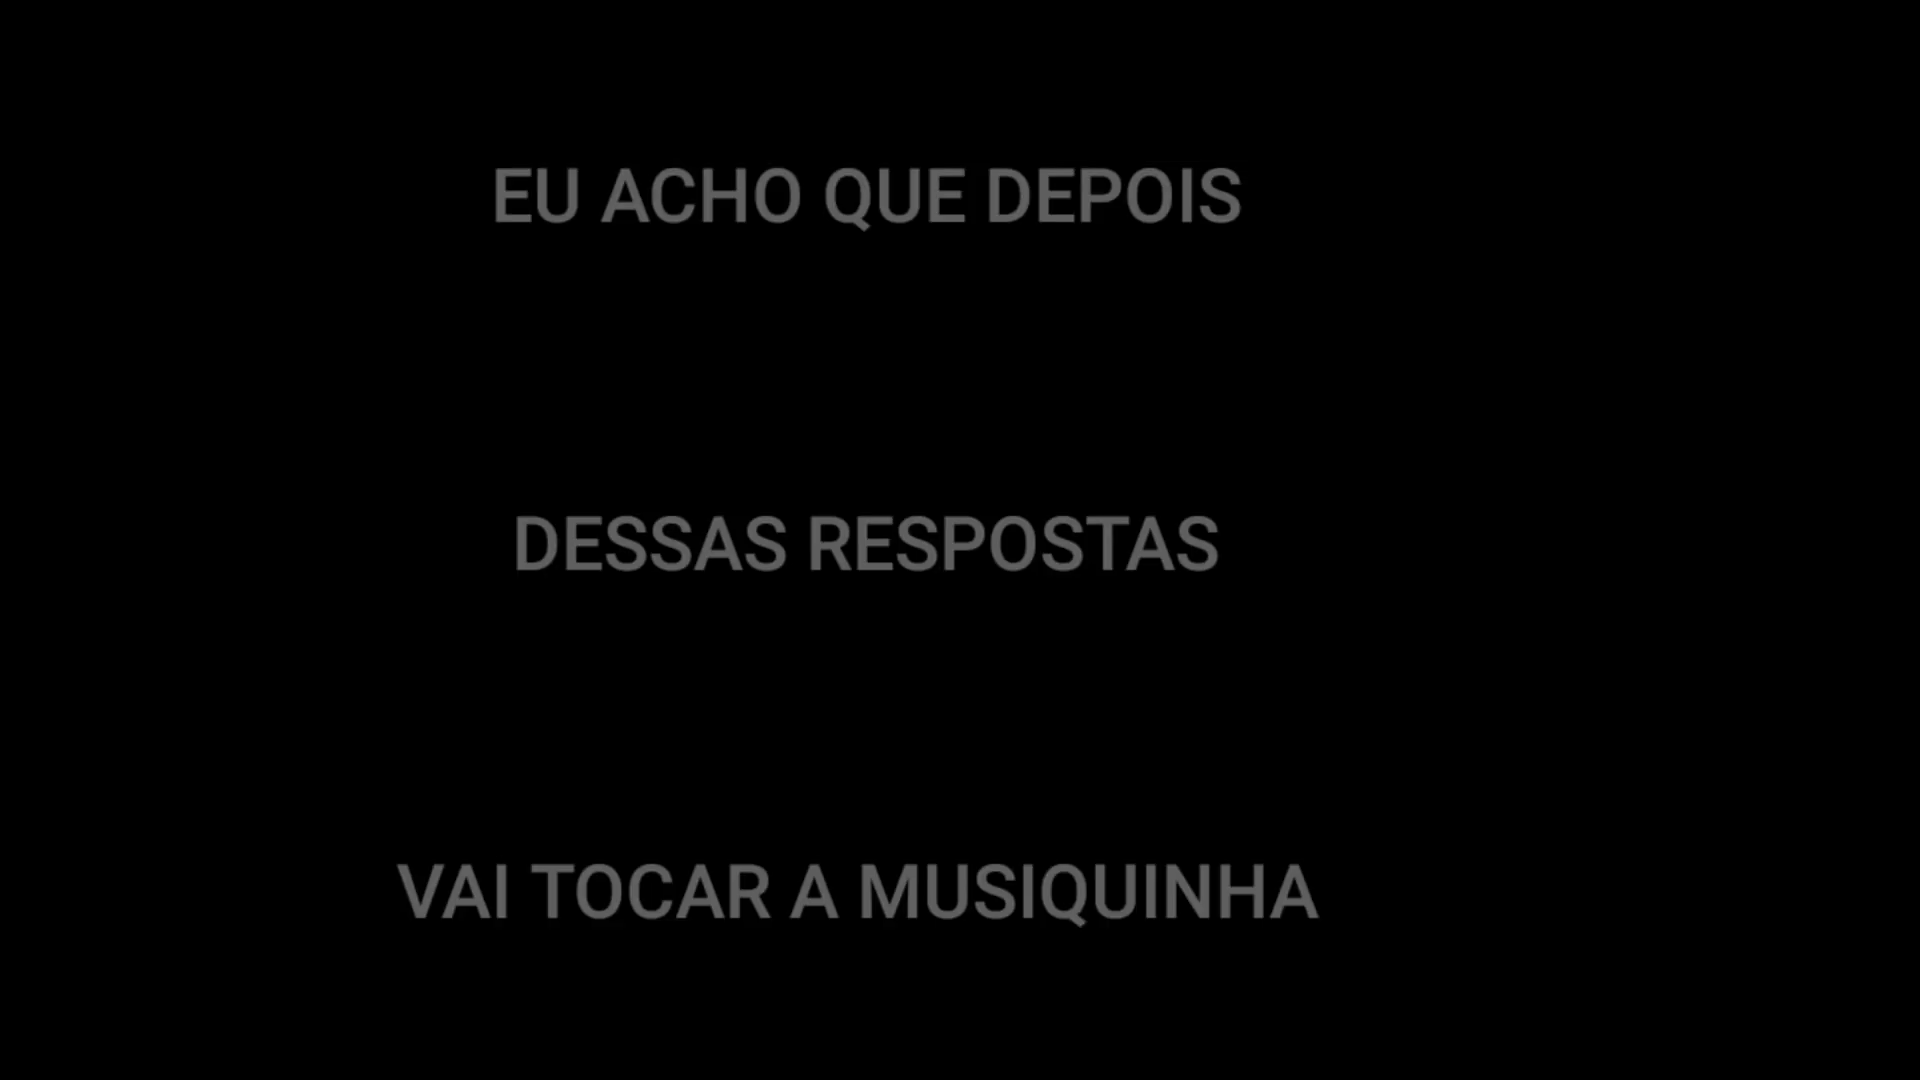 EU ACHO QUE DEPOIS
DESSAS RESPOSTAS
VAI TOCAR A MUSIQUINHA